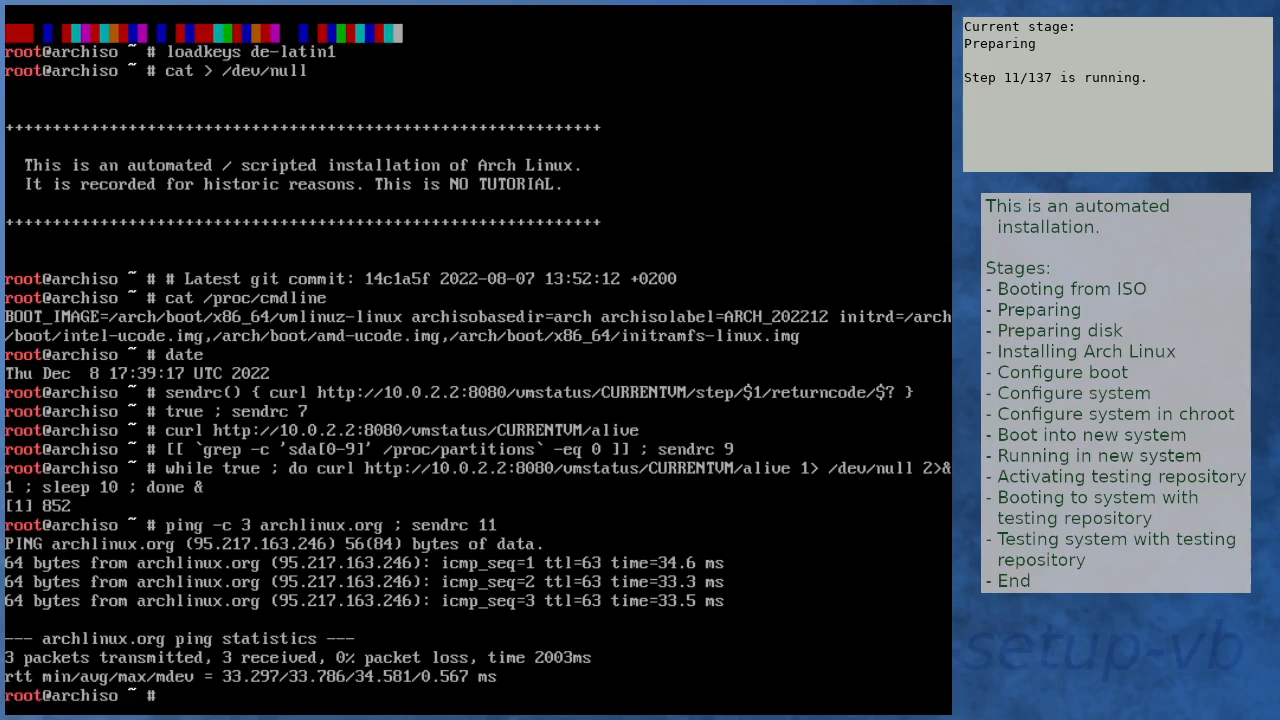 root@archiso ~ # loadkeys de-latin1
root@archiso ~ # cat > /dev/null
+++++++++++++++++++++++++++++++++++++++++++++++++++++++++++++++
This is an automated / scripted installation of Arch Linux.
It is recorded for historic reasons. This is NO TUTORIAL.
+++++++++++++++++++++++++++++++++++++++++++++++++++++++++++++++
root@archiso ~ # # Latest git commit: 14c1a5f 2022-08-07 13:52:12 +0200
root@archiso ~ # cat /proc/cmdline
BOOT_IMAGE=/arch/boot/x86_64/vmlinuz-linux archisobasedir=arch archisolabel=ARCH_202212 initrd=/arch
/boot/intel-ucode.img,/arch/boot/amd-ucode.img,/arch/boot/x86_64/initramfs-linux.img
root@archiso ~ # date
Thu Dec  8 17:39:17 UTC 2022
root@archiso ~ # sendrc() { curl http://10.0.2.2:8080/vmstatus/CURRENTVM/step/$1/returncode/$? }
root@archiso ~ # true ; sendrc 7
root@archiso ~ # curl http://10.0.2.2:8080/vmstatus/CURRENTVM/alive
root@archiso ~ # [[ `grep -c 'sda[0-9]' /proc/partitions` -eq 0 ]] ; sendrc 9
root@archiso ~ # while true ; do curl http://10.0.2.2:8080/vmstatus/CURRENTVM/alive 1> /dev/null 2>&
1 ; sleep 10 ; done &
[1] 852
root@archiso ~ # ping -c 3 archlinux.org ; sendrc 11
PING archlinux.org (95.217.163.246) 56(84) bytes of data.
64 bytes from archlinux.org (95.217.163.246): icmp_seq=1 ttl=63 time=34.6 ms
64 bytes from archlinux.org (95.217.163.246): icmp_seq=2 ttl=63 time=33.3 ms
64 bytes from archlinux.org (95.217.163.246): icmp_seq=3 ttl=63 time=33.5 ms
--- archlinux.org ping statistics ---
3 packets transmitted, 3 received, 0% packet loss, time 2003ms
rtt min/avg/max/mdev = 33.297/33.786/34.581/0.567 ms
root@archiso ~ #
Current stage:
Preparing
Step 11/137 is running.
This is an automated
installation.
Stages:
- Booting from ISO
- Preparing
- Preparing disk
- Installing Arch Linux
- Configure boot
- Configure system
- Configure system in chroot
- Boot into new system
- Running in new system
- Activating testing repository
- Booting to system with
testing repository
- Testing system with testing
repository
- End
setup-vb